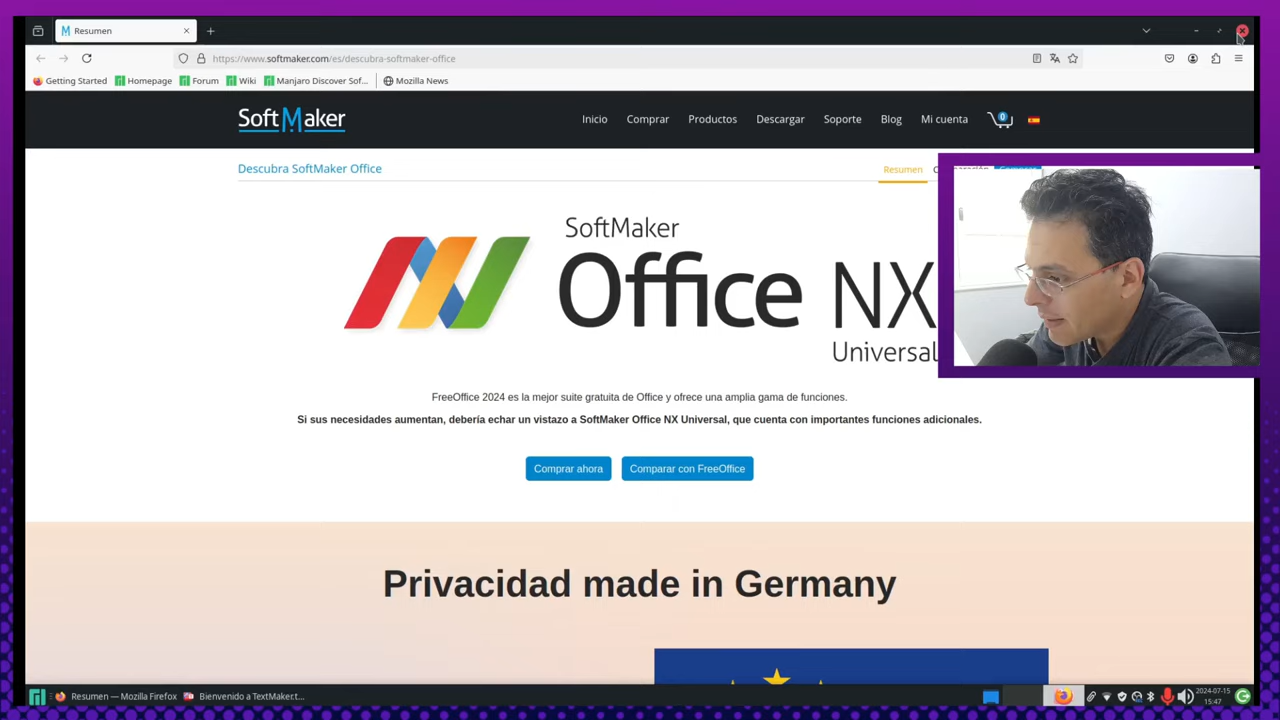 Resumen
https://www.softmaker.com/es/descubra-softmaker-office
Getting Started Homepage Forum Wiki Manjaro Discover Sof... Mozilla News
SoftMaker Inicio Comprar Productos Descargar Soporte Blog Mi cuenta 0
Descubra SoftMaker Office Resumen
SoftMaker
Office NX
Universal
FreeOffice 2024 es la mejor suite gratuita de Office y ofrece una amplia gama de funciones.
Si sus necesidades aumentan, debería echar un vistazo a SoftMaker Office NX Universal, que cuenta con importantes funciones adicionales.
Comprar ahora Comparar con FreeOffice
Privacidad made in Germany
Resumen — Mozilla Firefox Bienvenido a TextMaker.t... 2024-07-15
15:47